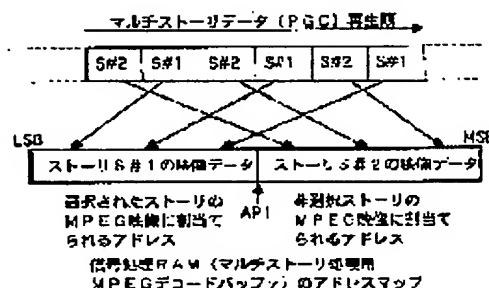 マルチストーリデータ(PGC)再生順
S#2 S#1 S#2 S#1 S#2 S#1
LSB MSB
ストーリS#1の映像データ ストーリS#2の映像データ
選択されたストーリの
MPEG映像に割当て
られるアドレス
AP1
非選択ストーリの
MPEG映像に割当て
られるアドレス
信号処理RAM(マルチストーリ処理用
MPEGデコードバッファ)のアドレスマップ